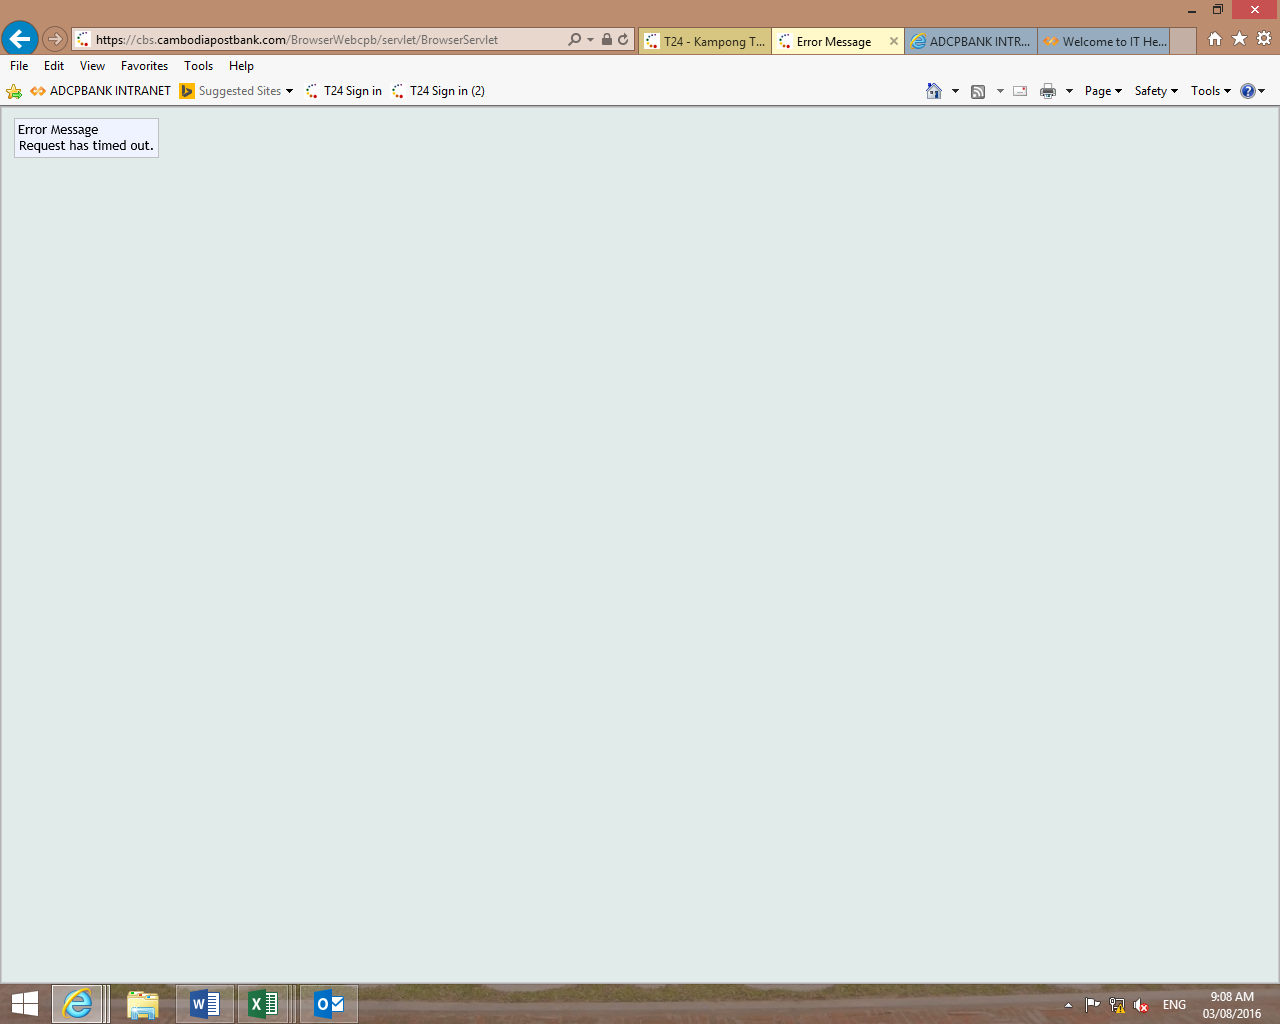 https://cbs.cambodiapostbank.com/BrowserWebcpb/servlet/BrowserServlet
T24 - Kampong T...
Error Message
ADCPBANK INTR...
Welcome to IT He...
File Edit View Favorites Tools Help
ADCPBANK INTRANET Suggested Sites T24 Sign in T24 Sign in (2) Page Safety Tools
Error Message
Request has timed out.
ENG
9:08 AM
03/08/2016